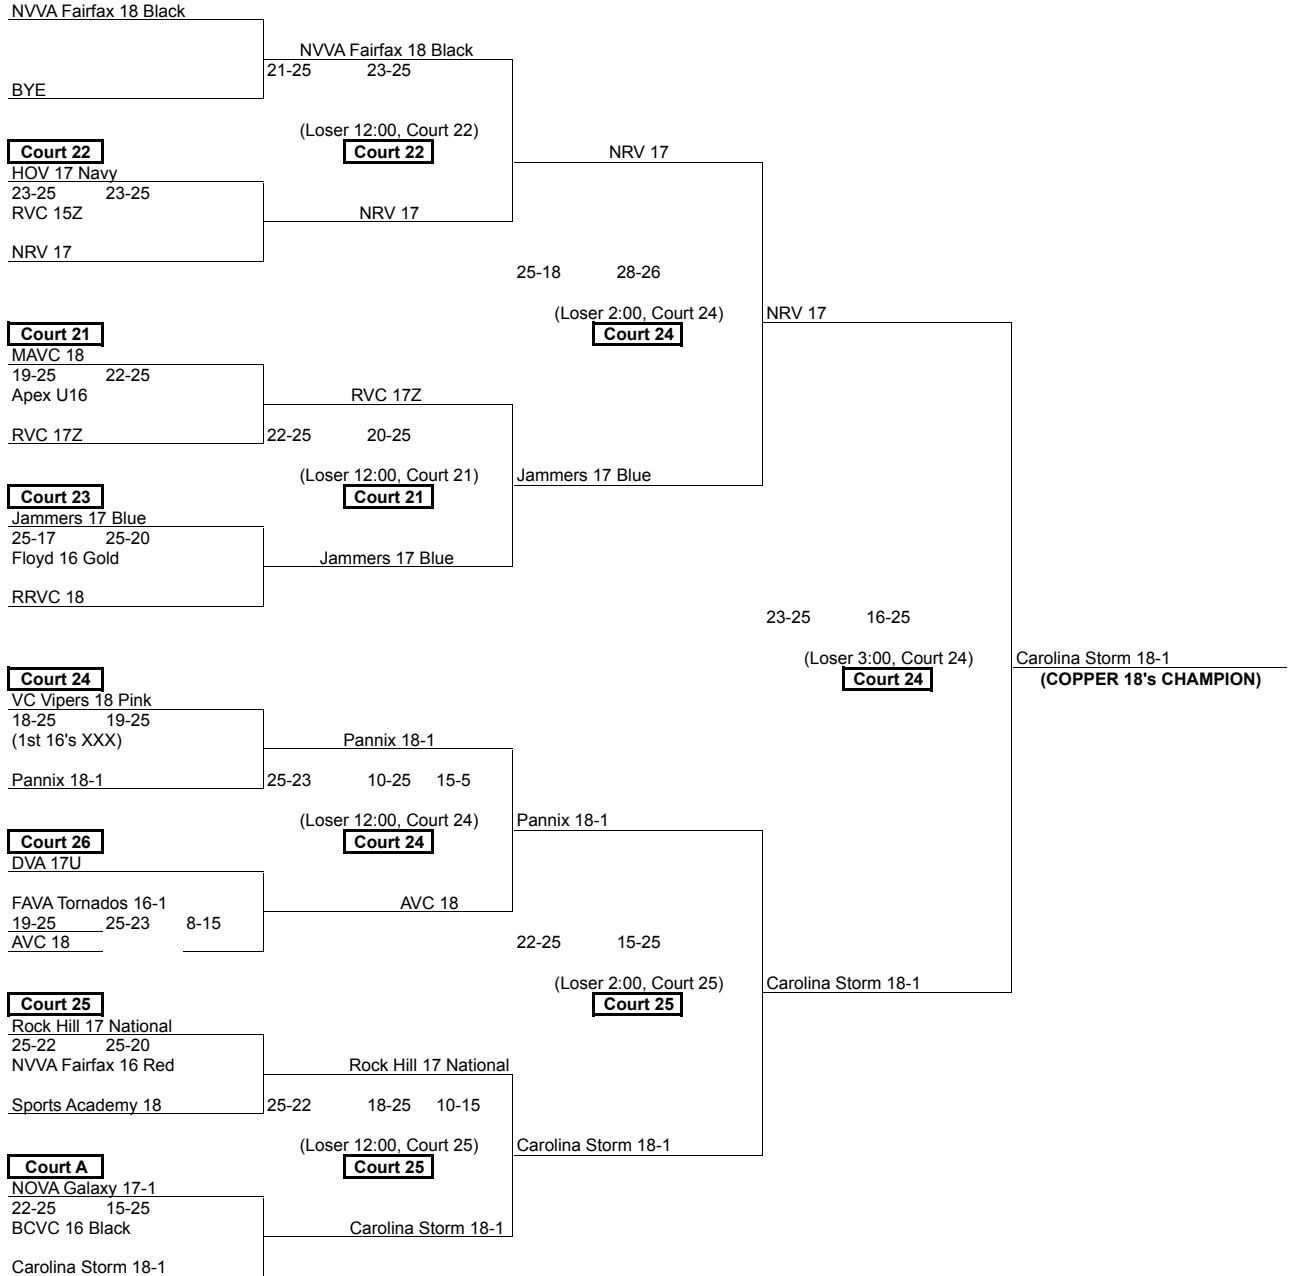 NVVA Fairfax 18 Black
NVVA Fairfax 18 Black
21-25 23-25
BYE
(Loser 12:00, Court 22)
Court 22 Court 22 NRV 17
HOV 17 Navy
23-25 23-25
RVC 15Z NRV 17
NRV 17
25-18 28-26
(Loser 2:00, Court 24) NRV 17
Court 21 Court 24
MAVC 18
19-25 22-25
Apex U16 RVC 17Z
RVC 17Z 22-25 20-25
(Loser 12:00, Court 21) Jammers 17 Blue
Court 23 Court 21
Jammers 17 Blue
25-17 25-20
Floyd 16 Gold Jammers 17 Blue
RRVC 18
23-25 16-25
(Loser 3:00, Court 24) Carolina Storm 18-1
Court 24 Court 24 (COPPER 18's CHAMPION)
VC Vipers 18 Pink
18-25 19-25
(1st 16's XXX) Pannix 18-1
Pannix 18-1 25-23 10-25 15-5
(Loser 12:00, Court 24) Pannix 18-1
Court 26 Court 24
DVA 17U
FAVA Tornados 16-1 AVC 18
19-25 25-23 8-15
AVC 18 22-25 15-25
(Loser 2:00, Court 25) Carolina Storm 18-1
Court 25 Court 25
Rock Hill 17 National
25-22 25-20
NVVA Fairfax 16 Red Rock Hill 17 National
Sports Academy 18 25-22 18-25 10-15
(Loser 12:00, Court 25) Carolina Storm 18-1
Court A Court 25
NOVA Galaxy 17-1
22-25 15-25
BCVC 16 Black Carolina Storm 18-1
Carolina Storm 18-1